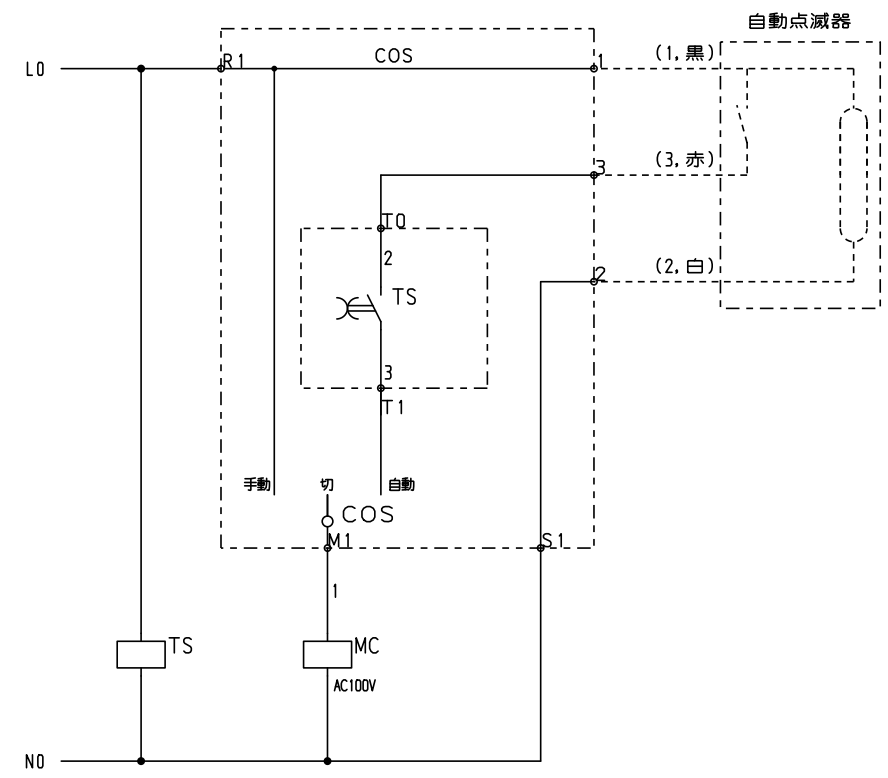 自動点滅器
COS
(1,黒)
L0
R1
1
(3,赤)
3
T0
2
(2,白)
2
TS
3
T1
手動
切
自動
COS
M1
S1
1
TS
MC
AC100V
N0